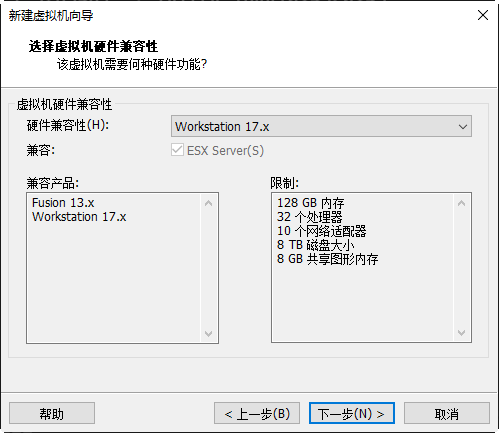 新建虚拟机向导
选择虚拟机硬件兼容性
该虚拟机需要何种硬件功能?
虚拟机硬件兼容性
硬件兼容性(H): Workstation 17.x
兼容: ESX Server(S)
兼容产品:
Fusion 13.x
Workstation 17.x
限制:
128 GB 内存
32 个处理器
10 个网络适配器
8 TB 磁盘大小
8 GB 共享图形内存
帮助 < 上一步(B) 下一步(N) > 取消